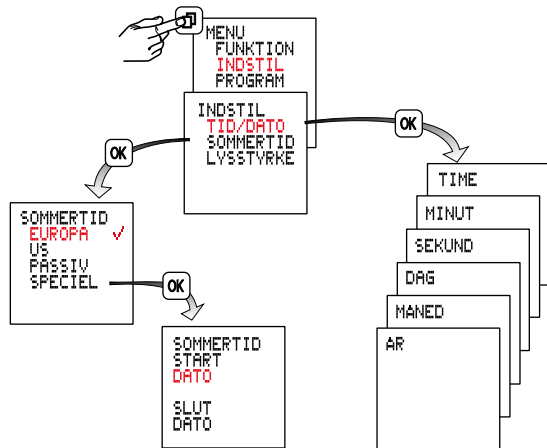 MENU
FUNKTION
INDSTIL
PROGRAM
INDSTIL
TID/DATO
SOMMERTID
LYSSTYRKE
OK
OK
SOMMERTID
EUROPA ✓
US
PASSIV
SPECIEL
OK
SOMMERTID
START
DATO
SLUT
DATO
TIME
MINUT
SEKUND
DAG
MANED
AR